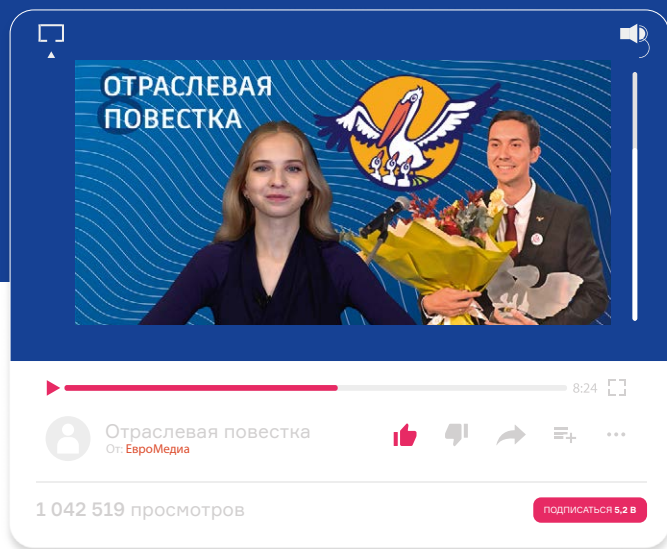 ОТРАСЛЕВАЯ
ПОВЕСТКА
8:24
Отраслевая повестка
От: ЕвроМедиа
1 042 519 просмотров
ПОДПИСАТЬСЯ 5,2 В